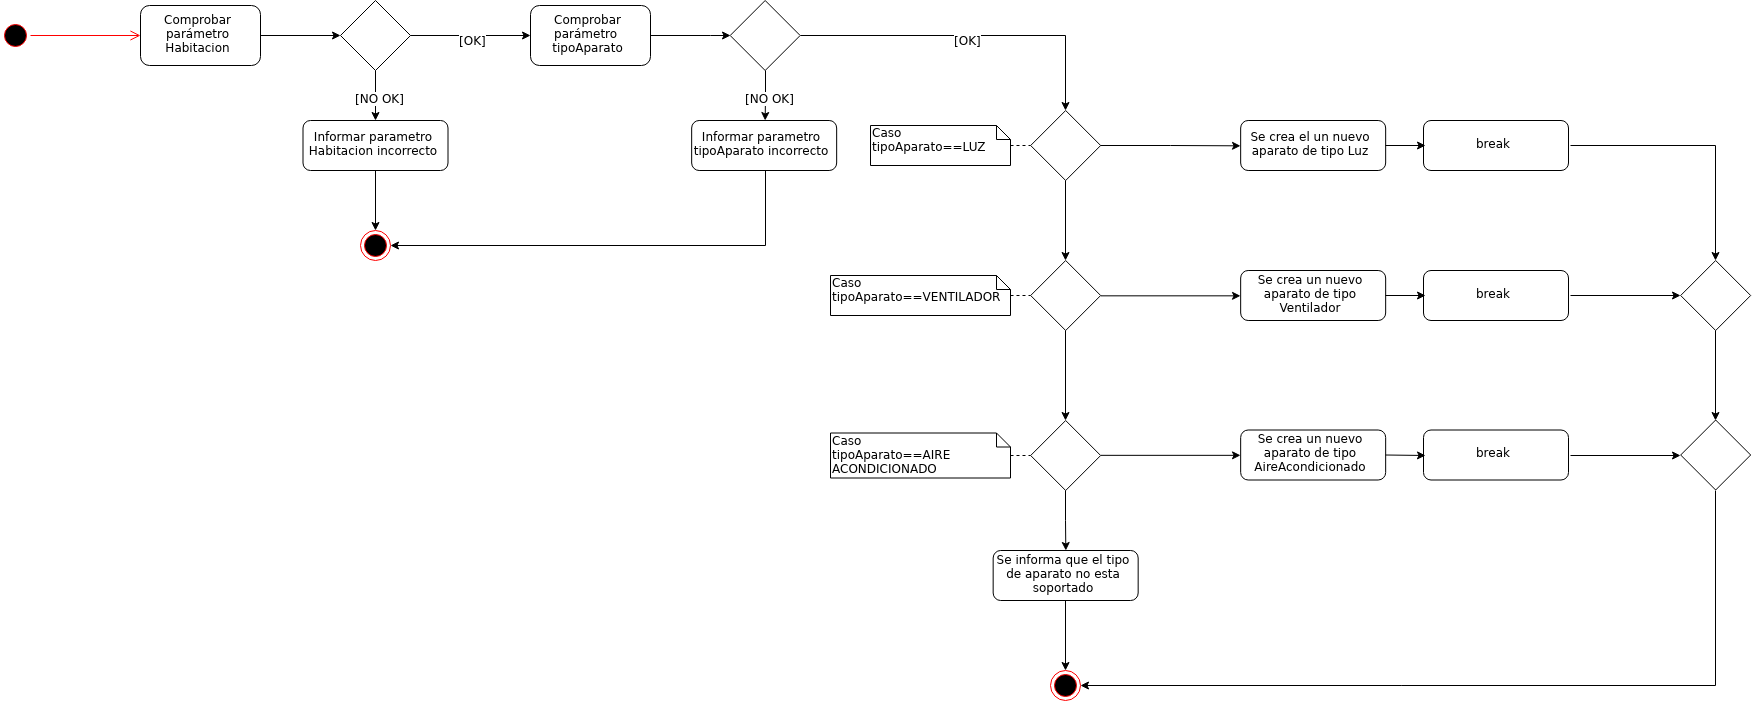 Comprobar
parámetro
Habitacion
[OK]
Comprobar
parámetro
tipoAparato
[OK]
[NO OK]
[NO OK]
Informar parametro
Habitacion incorrecto
Informar parametro
tipoAparato incorrecto
Caso
tipoAparato==LUZ
Se crea el un nuevo
aparato de tipo Luz
break
Caso
tipoAparato==VENTILADOR
Se crea un nuevo
aparato de tipo
Ventilador
break
Caso
tipoAparato==AIRE
ACONDICIONADO
Se crea un nuevo
aparato de tipo
AireAcondicionado
break
Se informa que el tipo
de aparato no esta
soportado